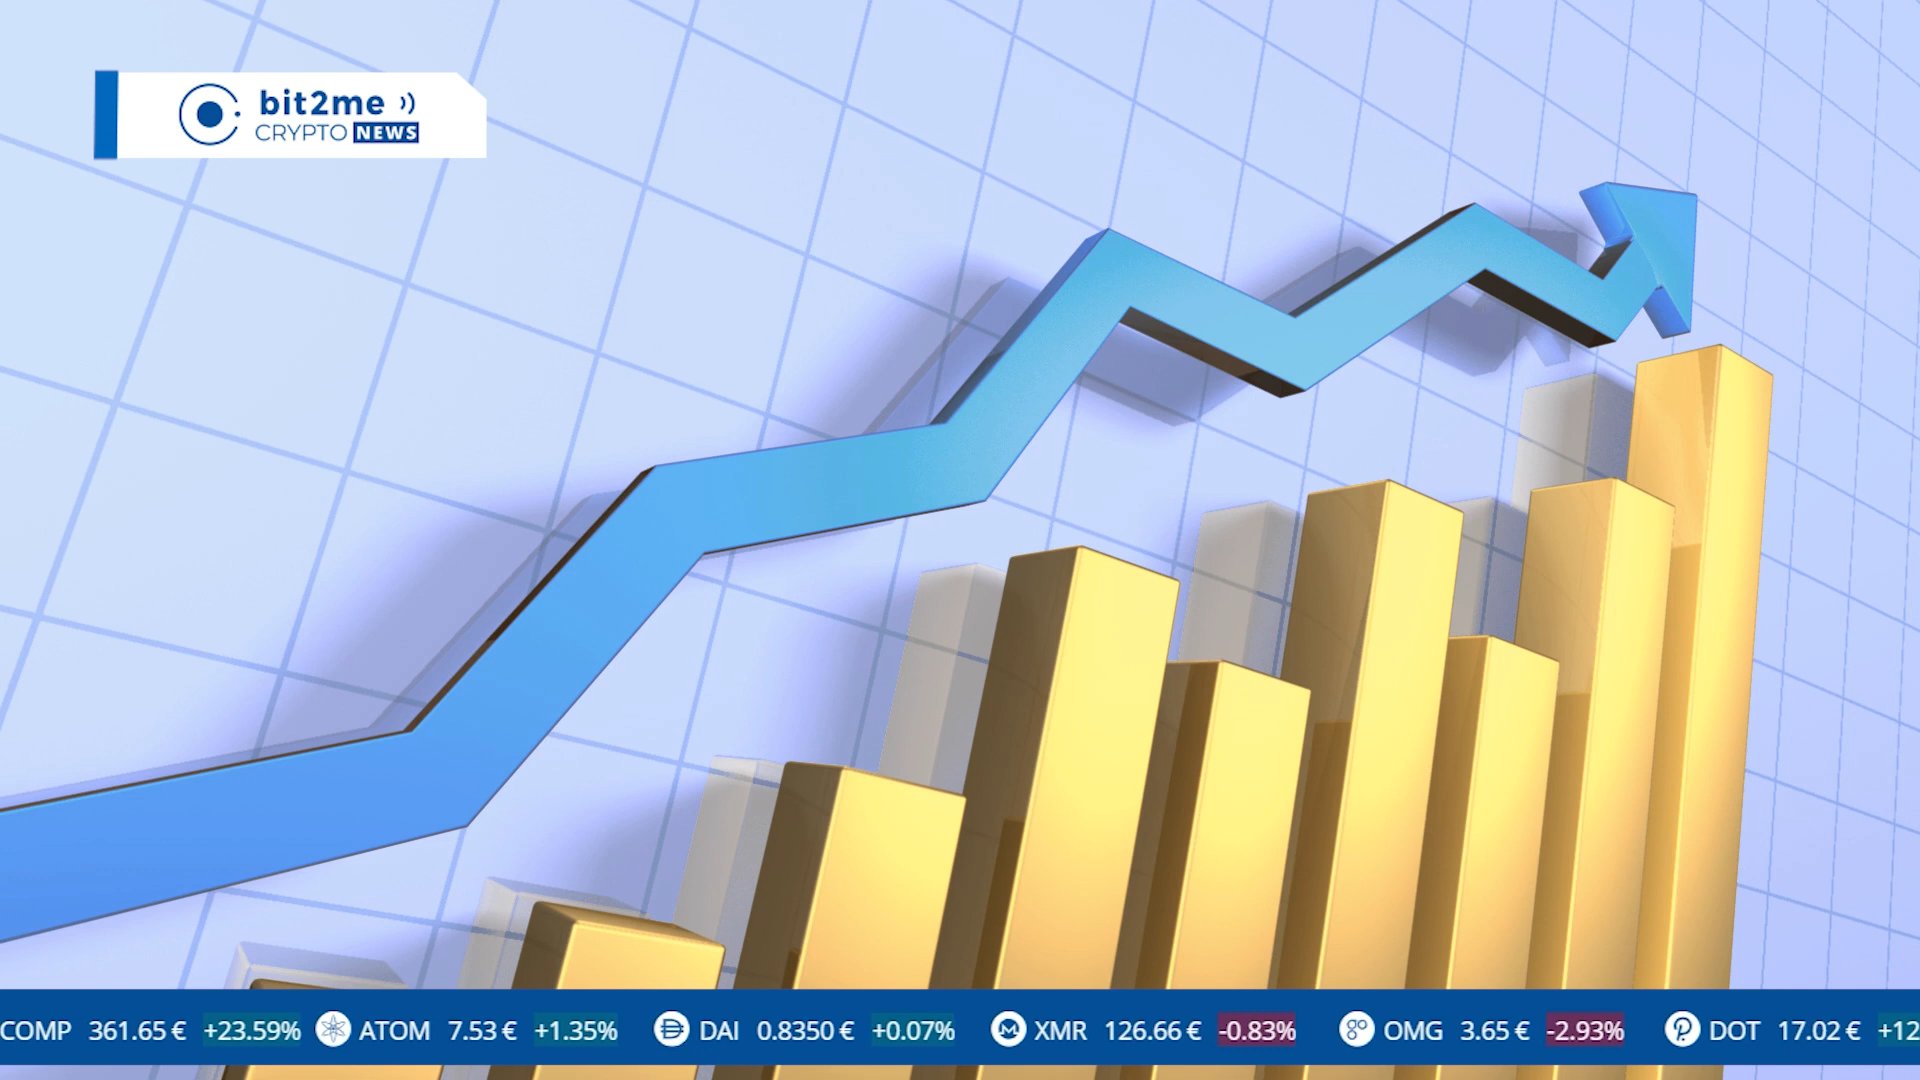 bit2me
CRYPTO NEWS
COMP 361.65 € +23.59% ATOM 7.53 € +1.35% DAI 0.8350 € +0.07% XMR 126.66 € -0.83% OMG 3.65 € -2.93% DOT 17.02 € +12